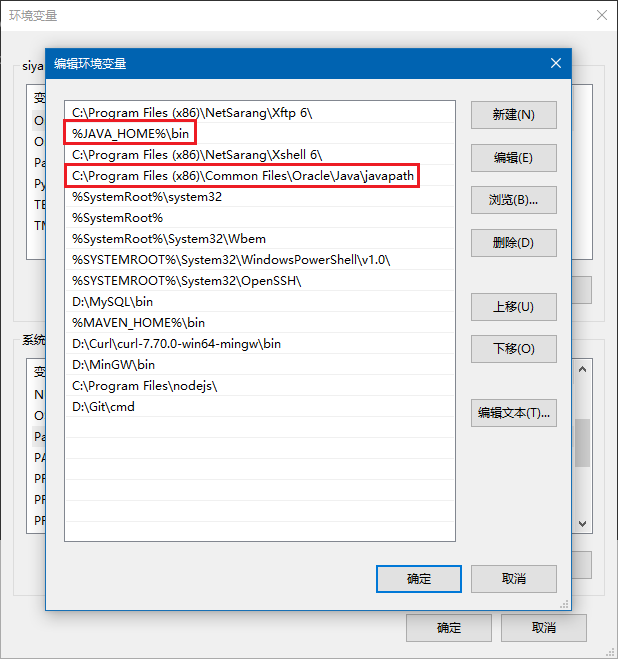 环境变量
siya
编辑环境变量
C:\Program Files (x86)\NetSarang\Xftp 6\
%JAVA_HOME%\bin
C:\Program Files (x86)\NetSarang\Xshell 6\
C:\Program Files (x86)\Common Files\Oracle\Java\javapath
%SystemRoot%\system32
%SystemRoot%
%SystemRoot%\System32\Wbem
%SYSTEMROOT%\System32\WindowsPowerShell\v1.0\
%SYSTEMROOT%\System32\OpenSSH\
D:\MySQL\bin
%MAVEN_HOME%\bin
D:\Curl\curl-7.70.0-win64-mingw\bin
D:\MinGW\bin
C:\Program Files\nodejs\
D:\Git\cmd
新建(N)
编辑(E)
浏览(B)...
删除(D)
上移(U)
下移(O)
编辑文本(T)...
确定
取消
变
O
O
Pa
Py
TE
TN
系统
变
N
O
Pa
PA
PF
PF
PF
确定
取消